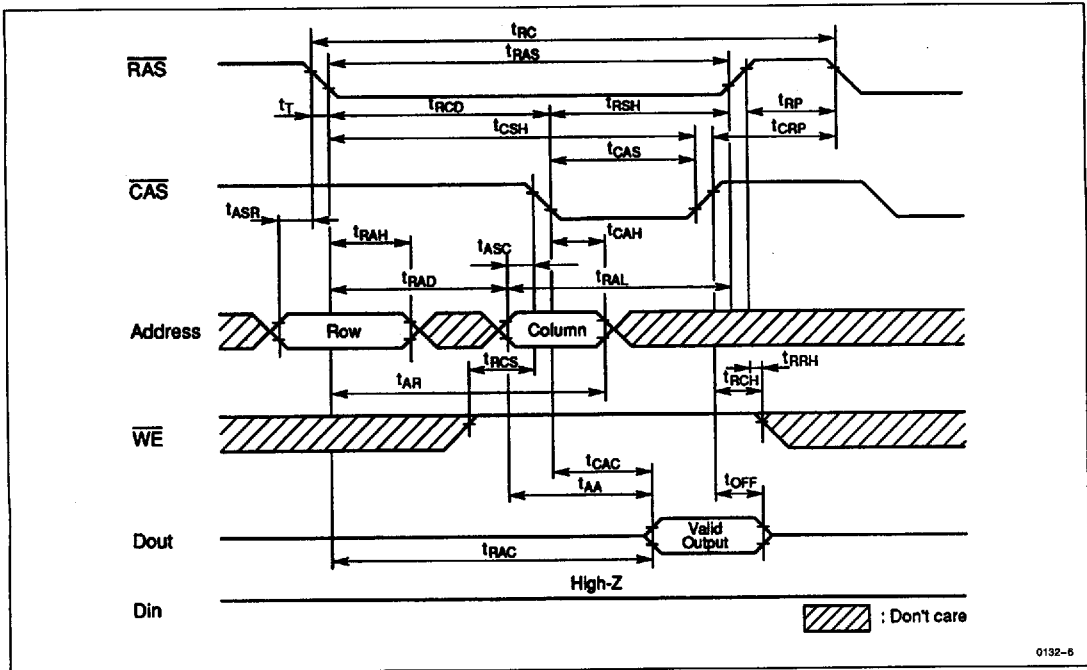 tRC
RAS
tRAS
tT
tRCD
tRSH
tRP
tCSH
tCRP
tCAS
CAS
tASR
tRAH
tASC
tCAH
tRAD
tRAL
Address
Row
Column
tRCS
tRRH
tAR
tRCH
WE
tCAC
tAA
tOFF
Dout
Valid
Output
tRAC
High-Z
Din
: Don't care
0132-6